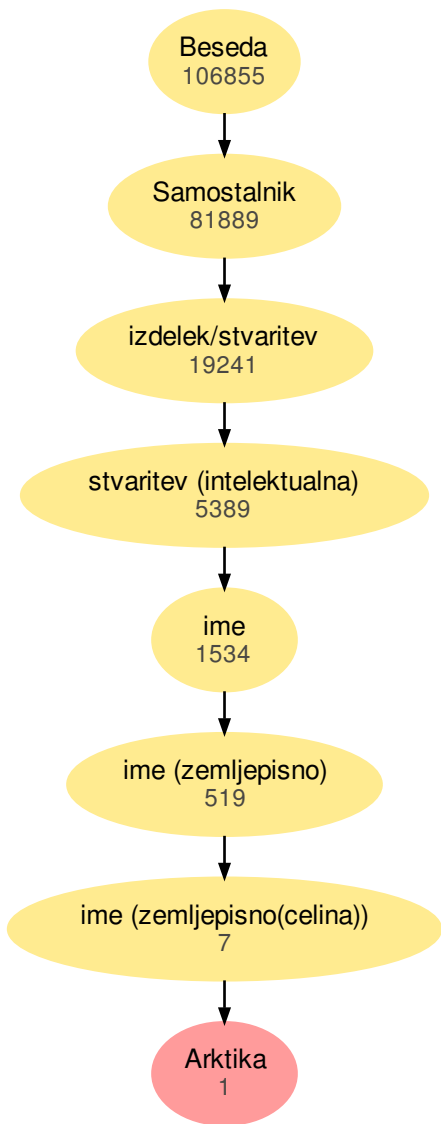 Beseda
106855
Samostalnik
81889
izdelek/stvaritev
19241
stvaritev (intelektualna)
5389
ime
1534
ime (zemljepisno)
519
ime (zemljepisno(celina))
7
Arktika
1